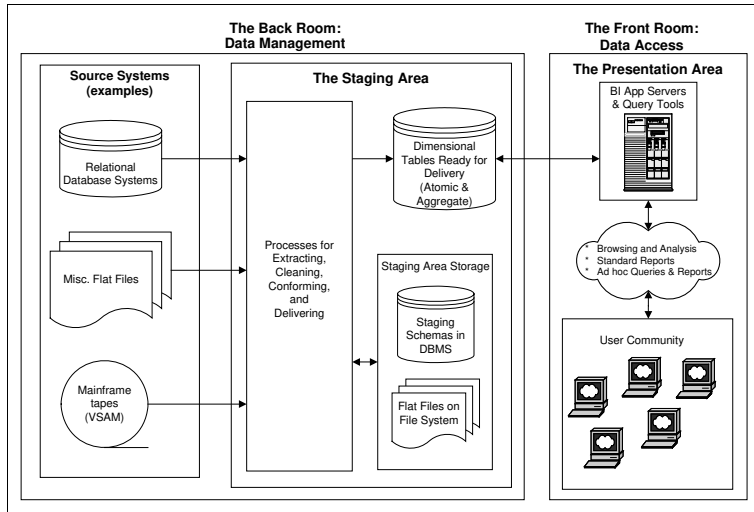 The Back Room:
Data Management
The Front Room:
Data Access
Source Systems
(examples)
Relational
Database Systems
Misc. Flat Files
Mainframe
tapes
(VSAM)
The Staging Area
Processes for
Extracting,
Cleaning,
Conforming,
and
Delivering
Dimensional
Tables Ready for
Delivery
(Atomic &
Aggregate)
Staging Area Storage
Staging
Schemas in
DBMS
Flat Files on
File System
The Presentation Area
BI App Servers
& Query Tools
* Browsing and Analysis
* Standard Reports
* Ad hoc Queries & Reports
User Community